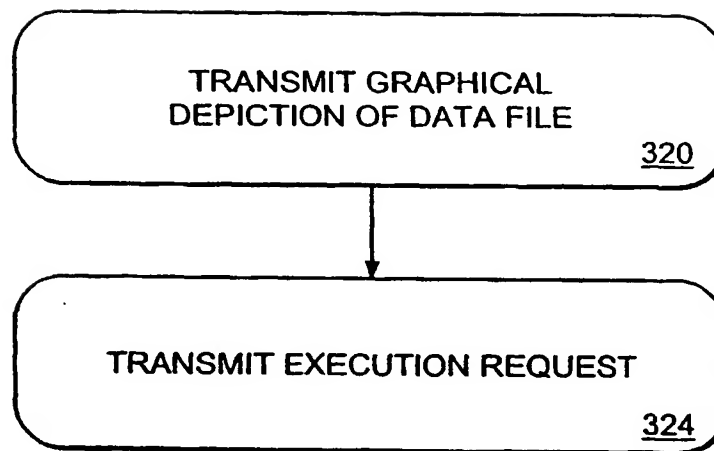 TRANSMIT GRAPHICAL
DEPICTION OF DATA FILE
320
TRANSMIT EXECUTION REQUEST
324